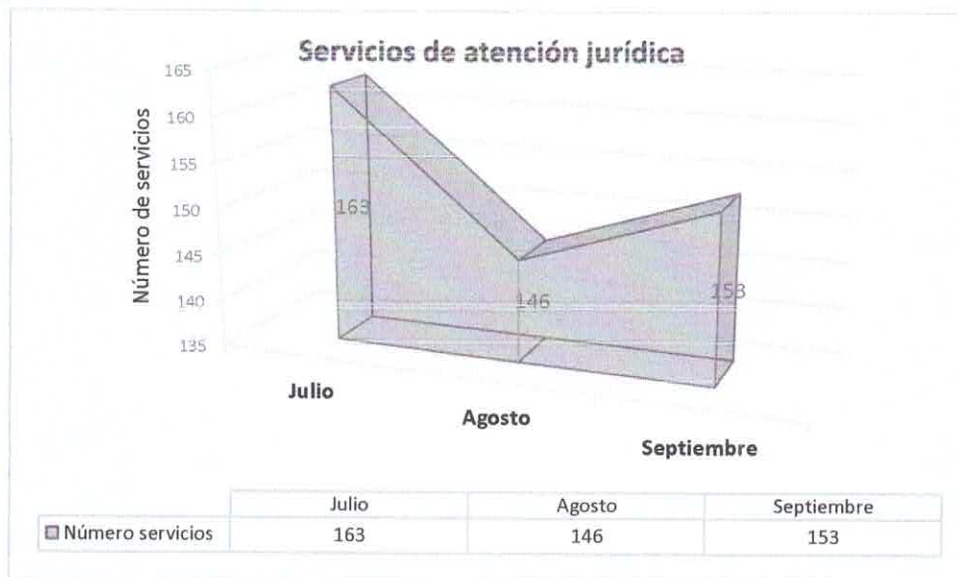 Servicios de atención jurídica
Número de servicios
165
160
155
150
145
140
135
163
146
153
Julio
Agosto
Septiembre
Julio Agosto Septiembre
Número servicios 163 146 153